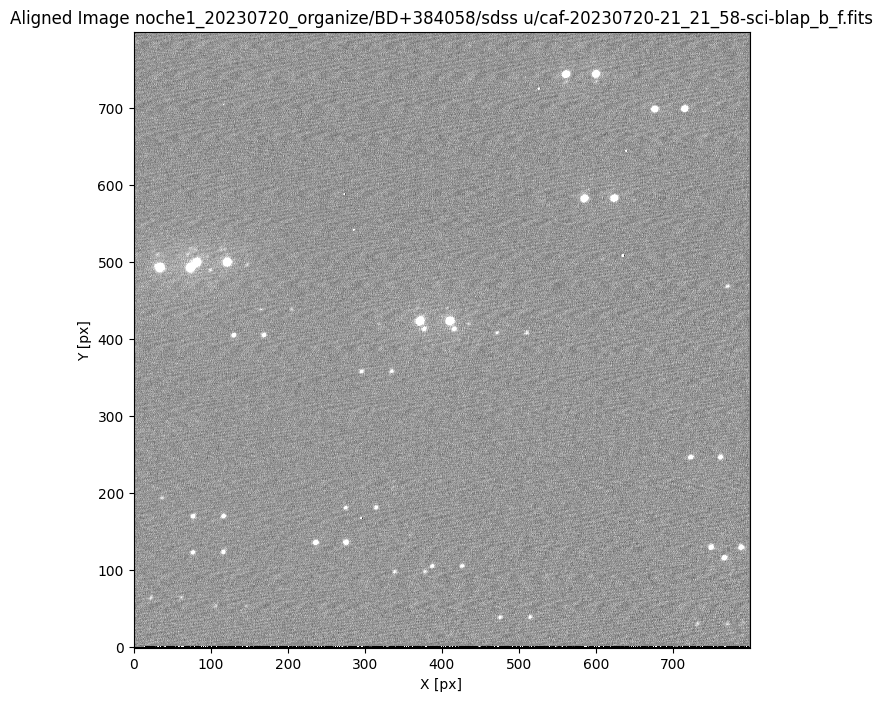 Aligned Image noche1_20230720_organize/BD+384058/sdss u/caf-20230720-21_21_58-sci-blap_b_f.fits
700
600
500
400
300
200
100
0
Y [px]
0 100 200 300 400 500 600 700
X [px]